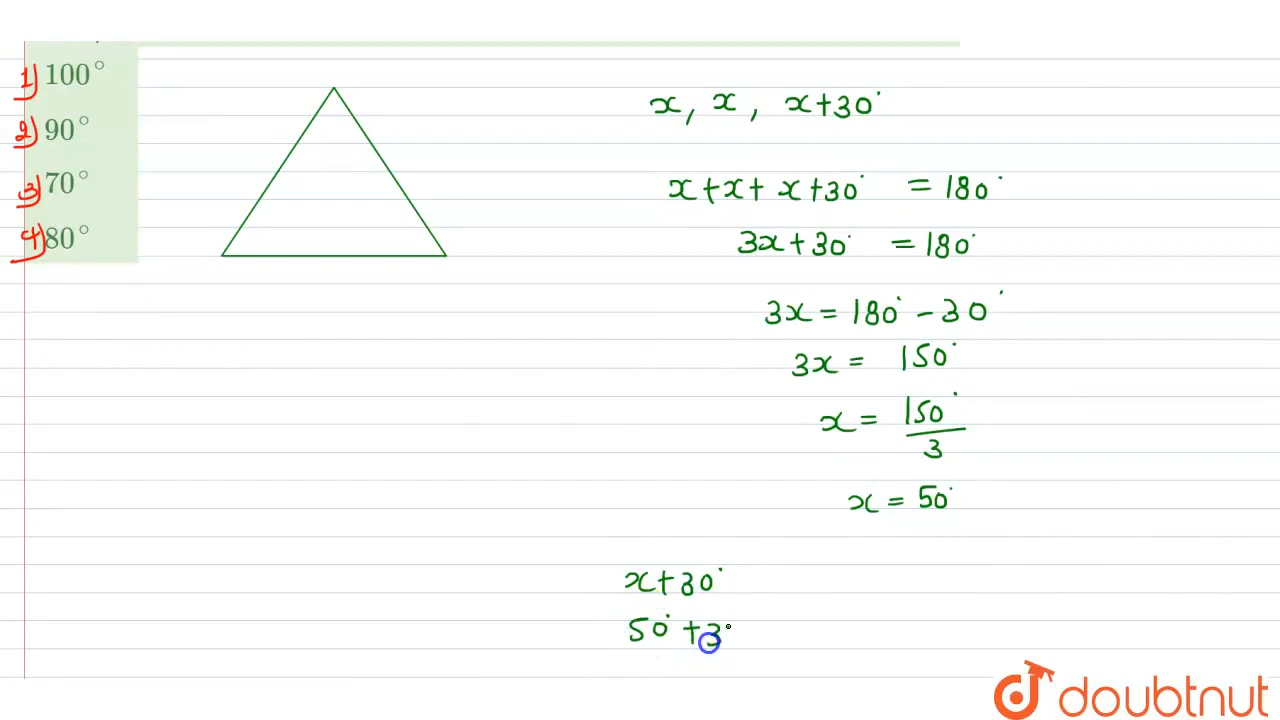 1) 100°
2) 90°
3) 70°
4) 80°
x, x, x+30°
x+x+x+30° = 180°
3x+30° = 180°
3x = 180° - 30°
3x = 150°
x = 150°/3
x = 50°
x+30°
50° + 3
doubtnut